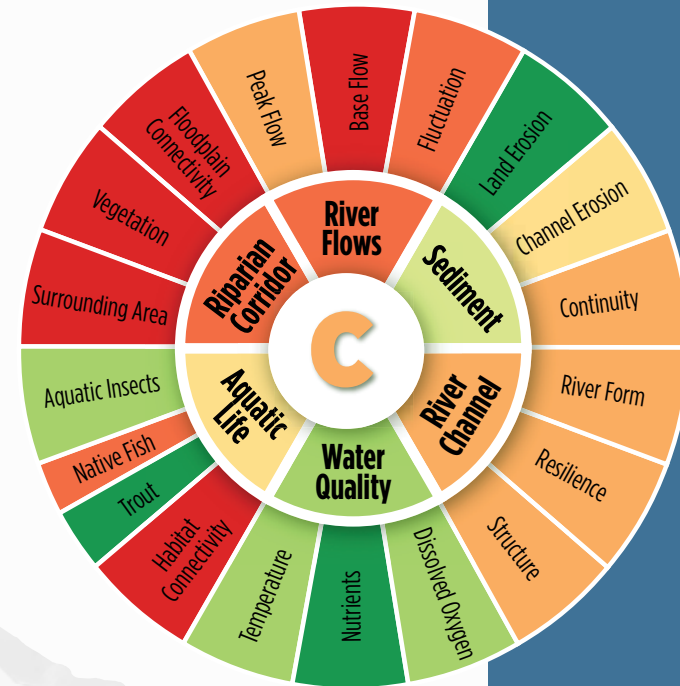 Peak Flow
Base Flow
Fluctuation
Land Erosion
Channel Erosion
Continuity
River Form
Resilience
Structure
Dissolved Oxygen
Nutrients
Temperature
Habitat
Connectivity
Trout
Native Fish
Aquatic Insects
Surrounding Area
Vegetation
Floodplain
Connectivity
River
Flows
Sediment
River
Channel
Water
Quality
Aquatic
Life
Riparian
Corridor
C